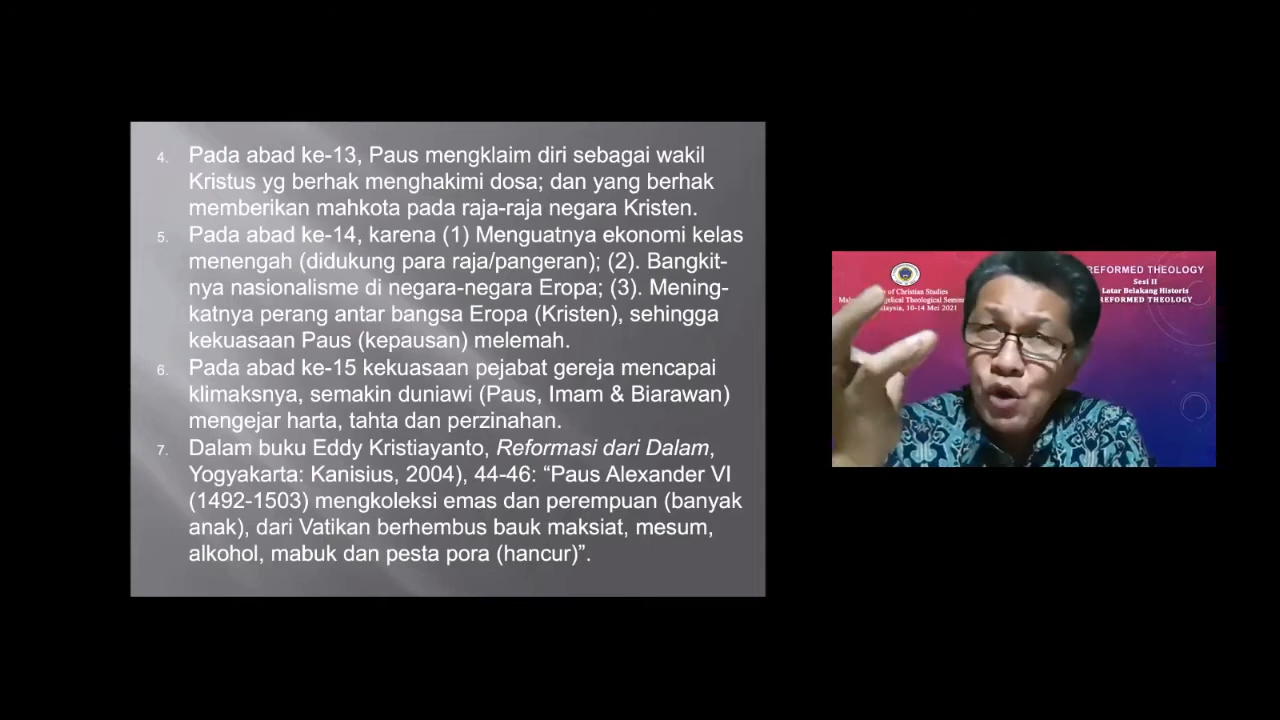 4. Pada abad ke-13, Paus mengklaim diri sebagai wakil
Kristus yg berhak menghakimi dosa; dan yang berhak
memberikan mahkota pada raja-raja negara Kristen.
5. Pada abad ke-14, karena (1) Menguatnya ekonomi kelas
menengah (didukung para raja/pangeran); (2). Bangkit-
nya nasionalisme di negara-negara Eropa; (3). Mening-
katnya perang antar bangsa Eropa (Kristen), sehingga
kekuasaan Paus (kepausan) melemah.
6. Pada abad ke-15 kekuasaan pejabat gereja mencapai
klimaksnya, semakin duniawi (Paus, Imam & Biarawan)
mengejar harta, tahta dan perzinahan.
7. Dalam buku Eddy Kristiayanto, Reformasi dari Dalam,
Yogyakarta: Kanisius, 2004), 44-46: “Paus Alexander VI
(1492-1503) mengkoleksi emas dan perempuan (banyak
anak), dari Vatikan berhembus bauk maksiat, mesum,
alkohol, mabuk dan pesta pora (hancur)”.
of Christian Studies
Theological
10-14 Mei 2021
REFORMED THEOLOGY
Sesi II
Latar Belakang Historis
REFORMED THEOLOGY